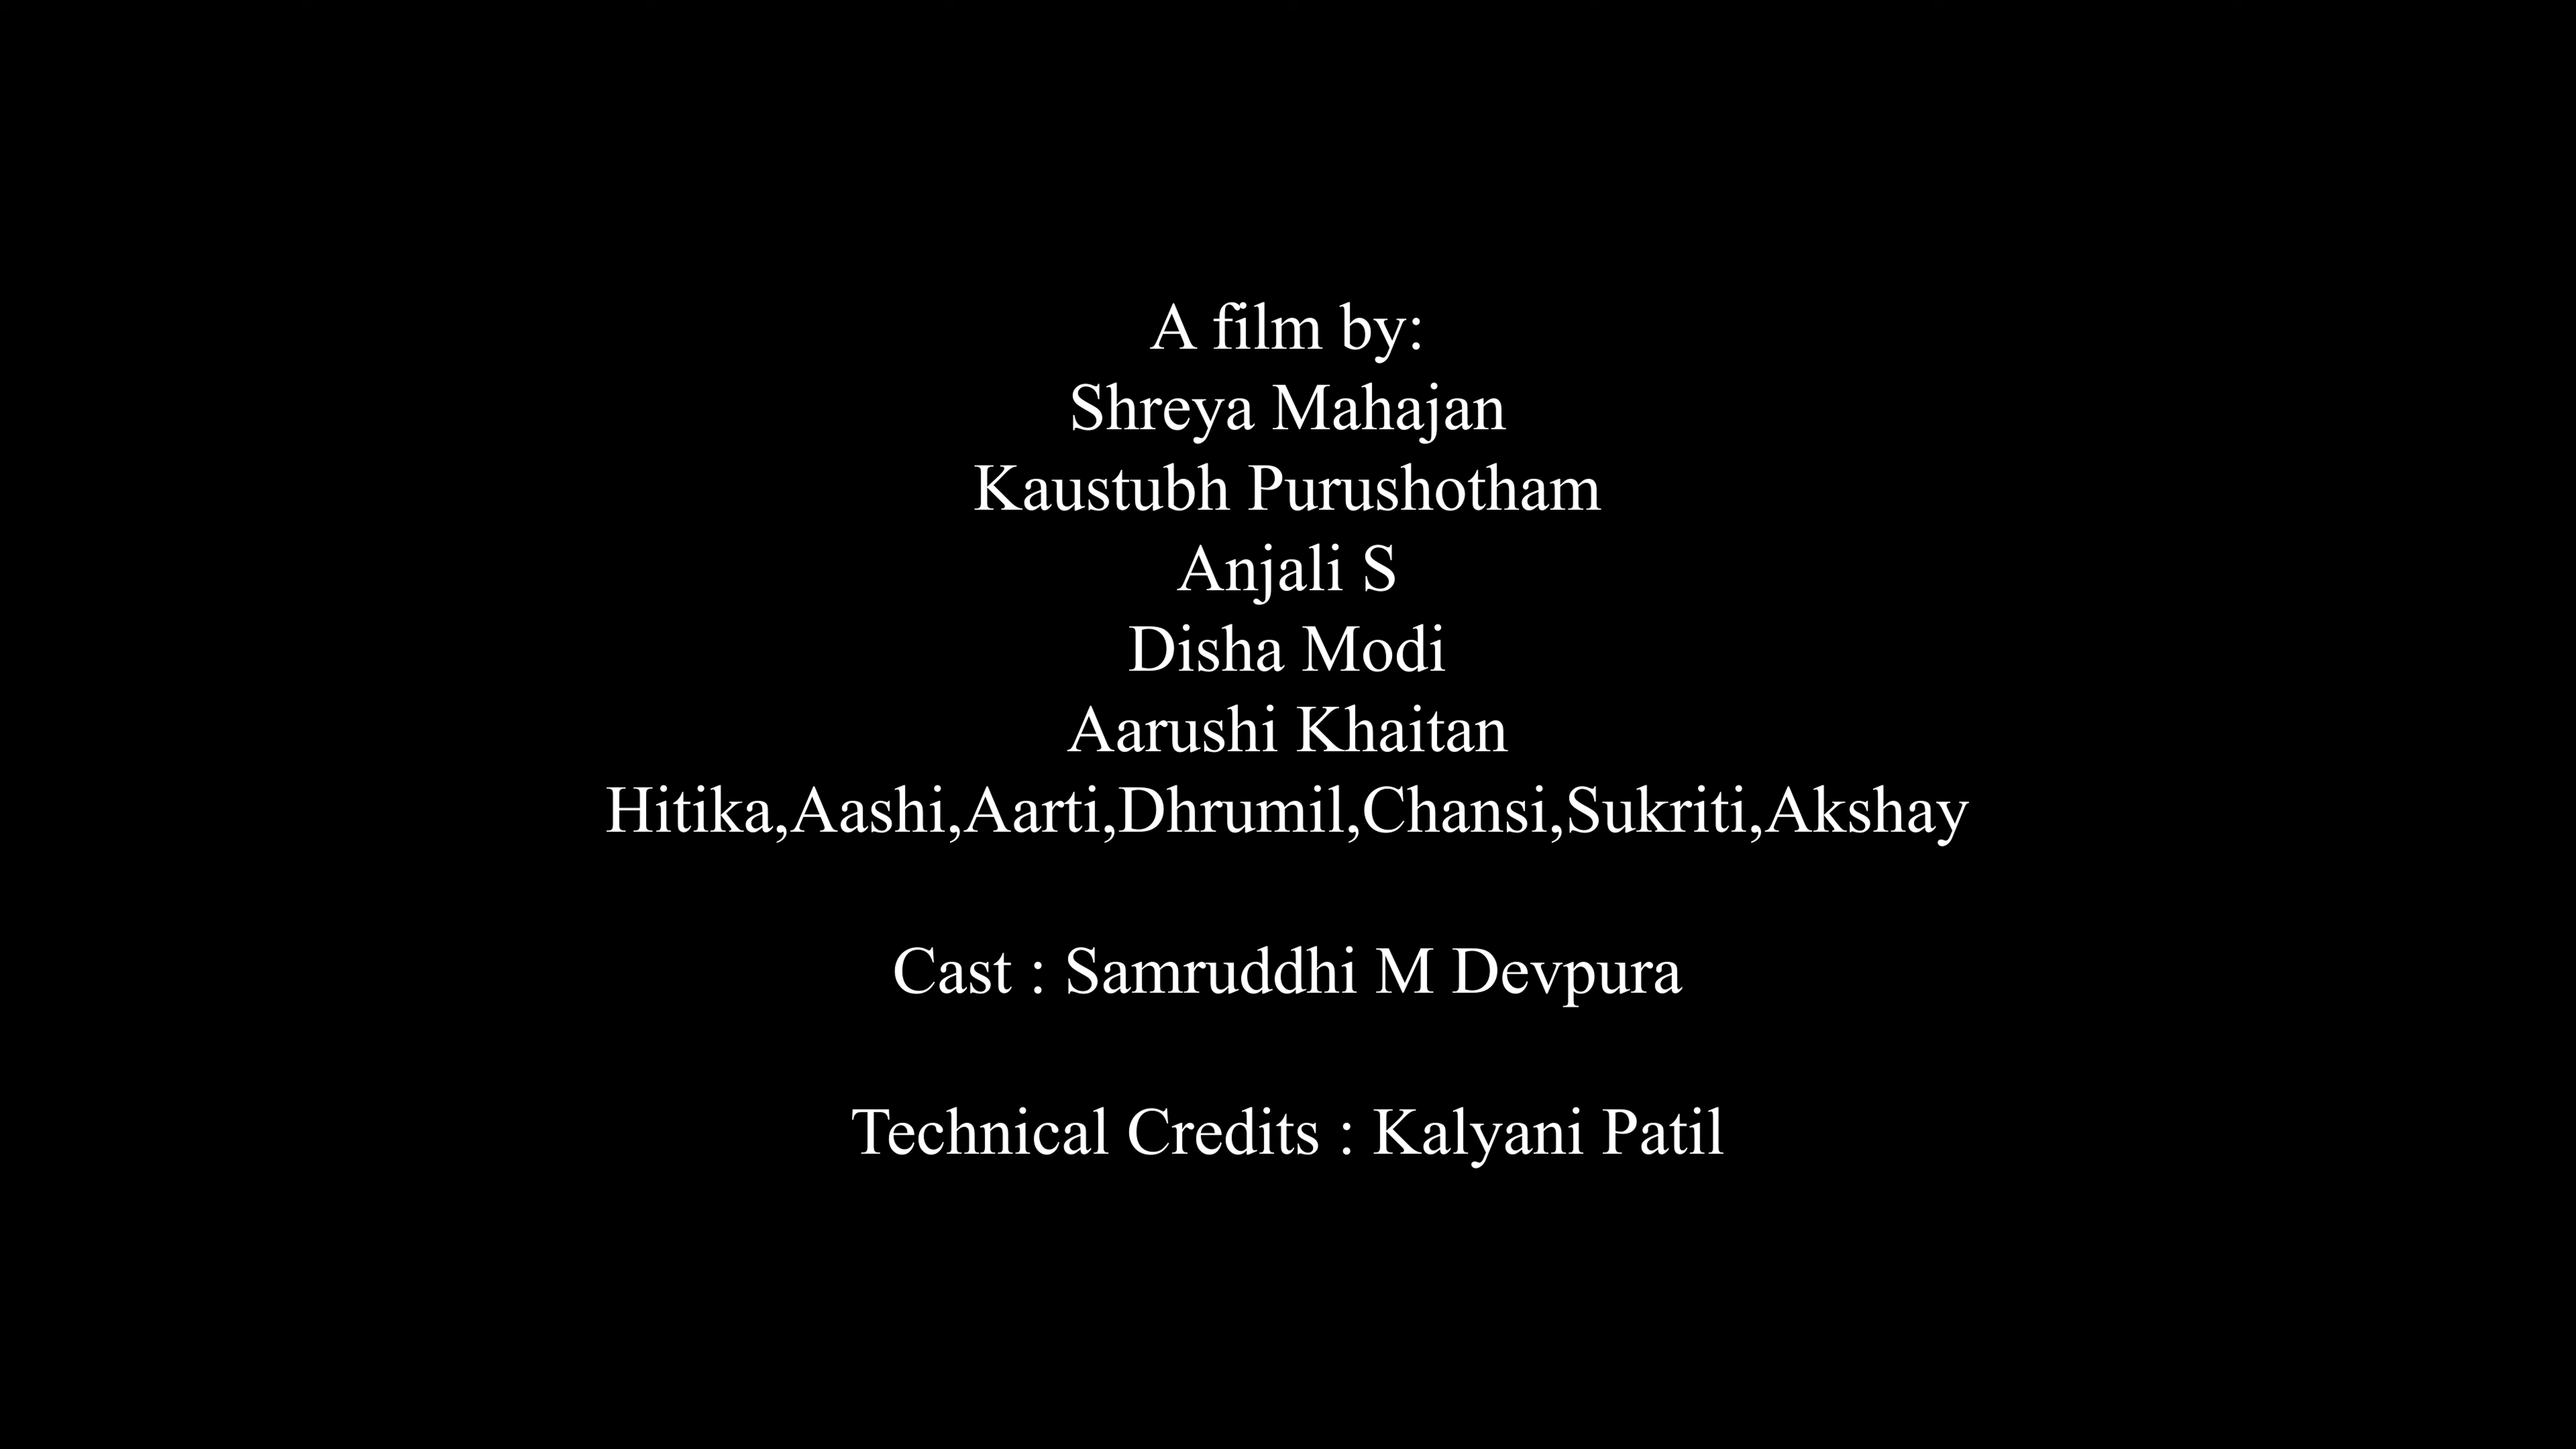 A film by:
Shreya Mahajan
Kaustubh Purushotham
Anjali S
Disha Modi
Aarushi Khaitan
Hitika,Aashi,Aarti,Dhrumil,Chansi,Sukriti,Akshay
Cast : Samruddhi M Devpura
Technical Credits : Kalyani Patil